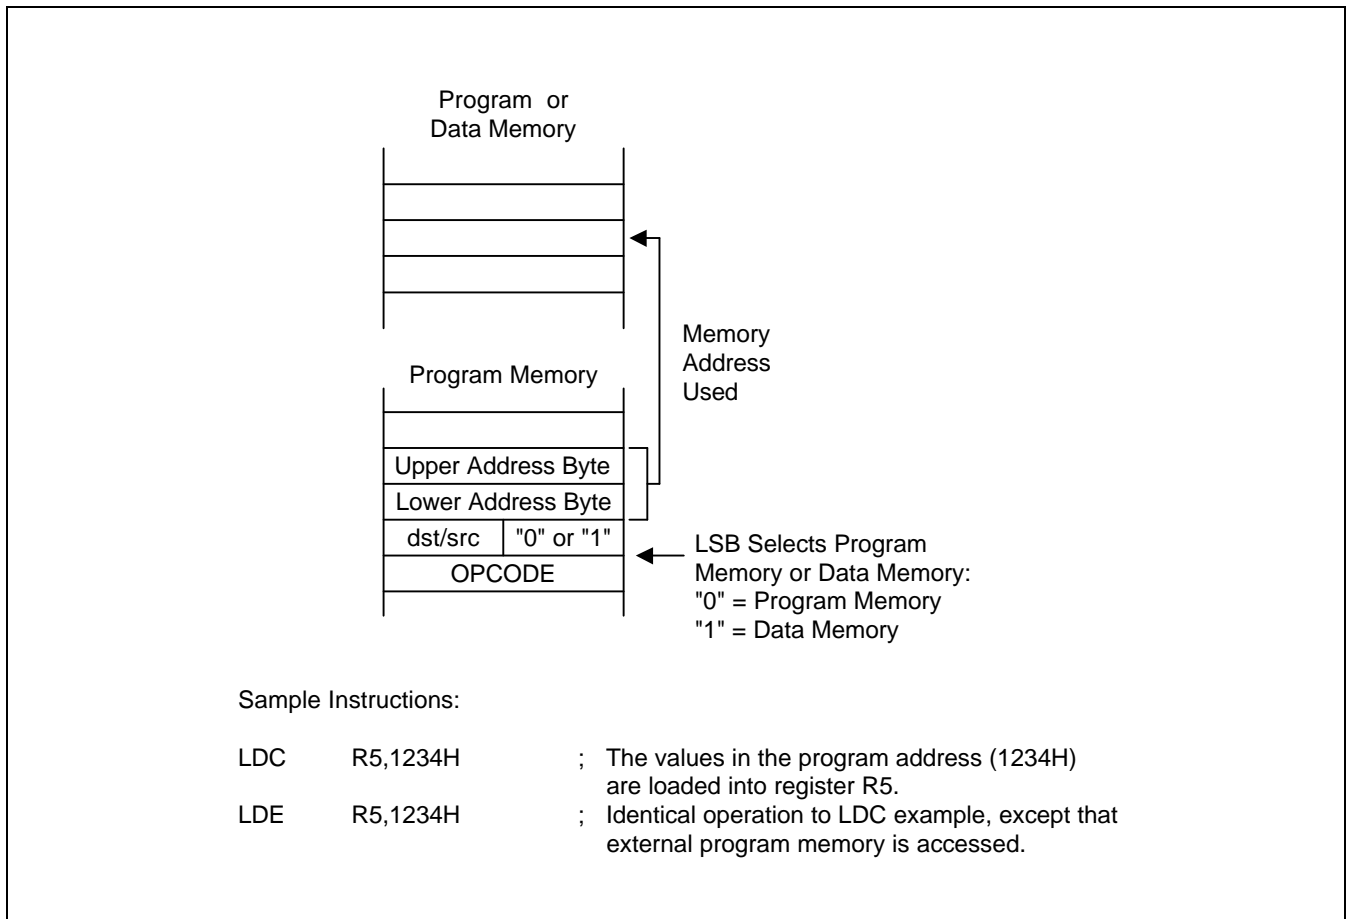 Program or
Data Memory
Memory
Address
Used
Program Memory
Upper Address Byte
Lower Address Byte
dst/src "0" or "1"
OPCODE
LSB Selects Program
Memory or Data Memory:
"0" = Program Memory
"1" = Data Memory
Sample Instructions:
LDC R5,1234H ; The values in the program address (1234H)
are loaded into register R5.
LDE R5,1234H ; Identical operation to LDC example, except that
external program memory is accessed.